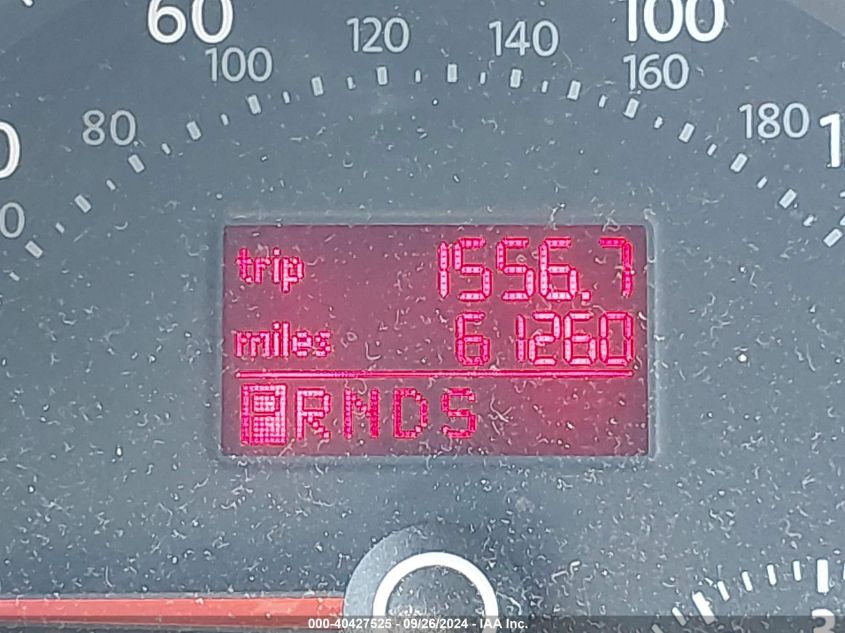 60 100
100 120 140 160
80 180
trip 1556.7
miles 61260
PRNDS
3
000-40427525 - 09/26/2024 - IAA Inc.